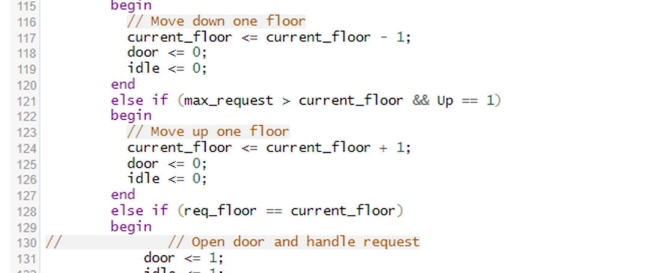 115 begin
116 // Move down one floor
117 current_floor <= current_floor - 1;
118 door <= 0;
119 idle <= 0;
120 end
121 else if (max_request > current_floor && Up == 1)
122 begin
123 // Move up one floor
124 current_floor <= current_floor + 1;
125 door <= 0;
126 idle <= 0;
127 end
128 else if (req_floor == current_floor)
129 begin
130 // // Open door and handle request
131 door <= 1;
idle <= 1;